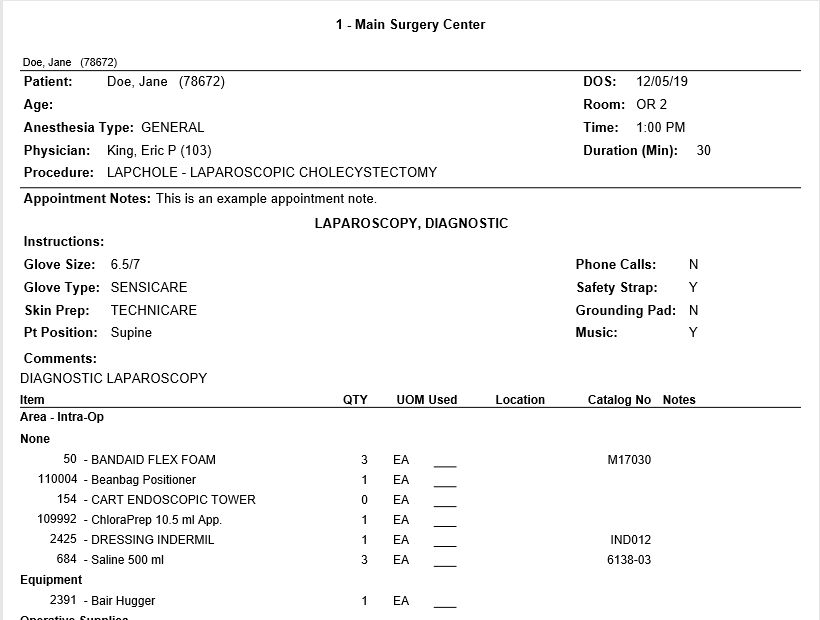 1 - Main Surgery Center
Doe, Jane (78672)
Patient: Doe, Jane (78672) DOS: 12/05/19
Age: Room: OR 2
Anesthesia Type: GENERAL Time: 1:00 PM
Physician: King, Eric P (103) Duration (Min): 30
Procedure: LAPCHOLE - LAPAROSCOPIC CHOLECYSTECTOMY
Appointment Notes: This is an example appointment note.
LAPAROSCOPY, DIAGNOSTIC
Instructions:
Glove Size: 6.5/7 Phone Calls: N
Glove Type: SENSICARE Safety Strap: Y
Skin Prep: TECHNICARE Grounding Pad: N
Pt Position: Supine Music: Y
Comments:
DIAGNOSTIC LAPAROSCOPY
Item QTY UOM Used Location Catalog No Notes
Area - Intra-Op
None
50 - BANDAID FLEX FOAM 3 EA ___ M17030
110004 - Beanbag Positioner 1 EA ___
154 - CART ENDOSCOPIC TOWER 0 EA ___
109992 - ChloraPrep 10.5 ml App. 1 EA ___
2425 - DRESSING INDERMIL 1 EA ___ IND012
684 - Saline 500 ml 3 EA ___ 6138-03
Equipment
2391 - Bair Hugger 1 EA ___
Operative Supplies